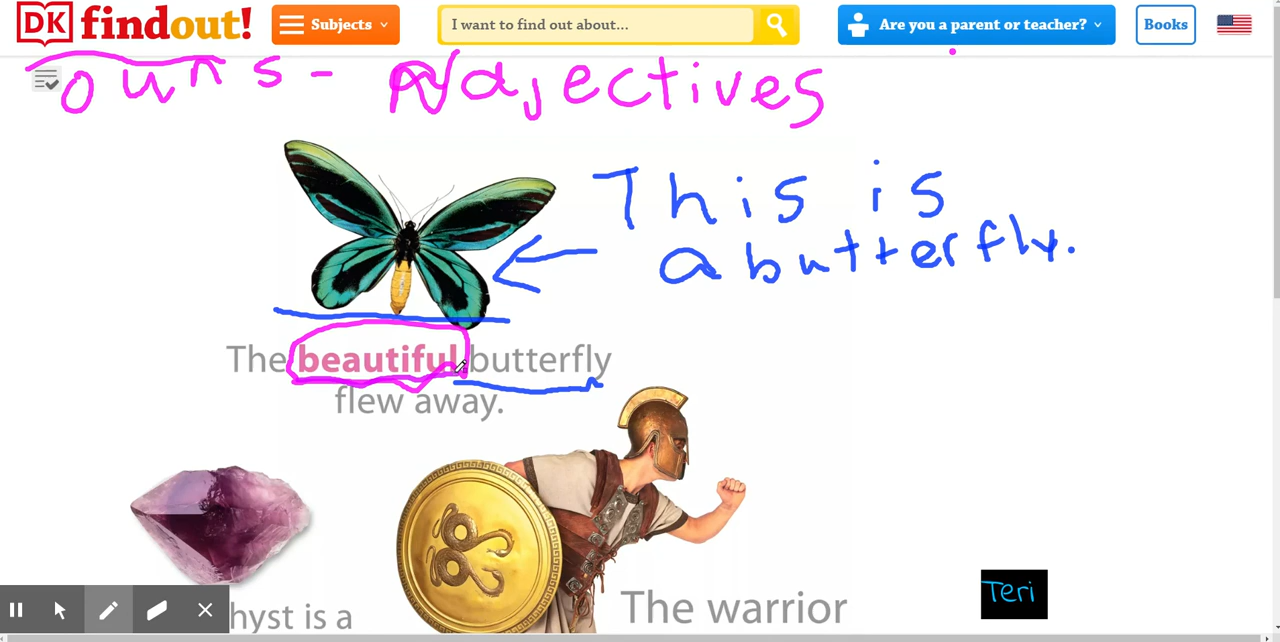 DK findout! Subjects I want to find out about... Are you a parent or teacher? Books
ouns - Adjectives
This is
a butterfly.
The beautiful butterfly
flew away.
hyst is a
The warrior
Teri